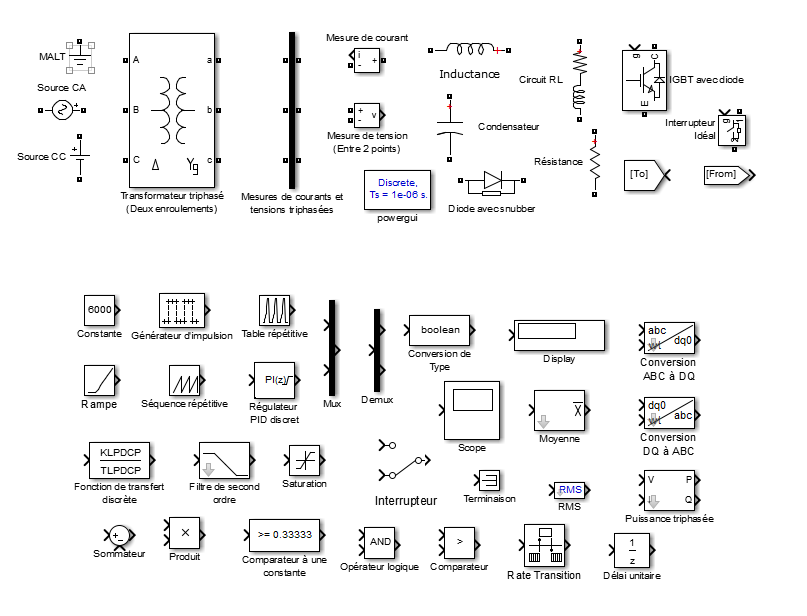 MALT
Source CA
Source CC
A
B
C
a
b
c
Δ
Yg
Transformateur triphasé
(Deux enroulements)
Mesures de courants et
tensions triphasées
Mesure de courant
i
+
-
+
-
v
Mesure de tension
(Entre 2 points)
Discrete,
Ts = 1e-06 s.
powergui
+
Inductance
+
Condensateur
Diode avec snubber
Circuit RL
+
Résistance
+
g
C
E
IGBT avec diode
Interrupteur
Idéal
g
[To]
[From]
6000
Constante
Générateur d'impulsion
Table répétitive
Mux
Demux
boolean
Conversion de
Type
Display
abc
wt
dq0
Conversion
ABC à DQ
Rampe
Séquence répétitive
PI(z)
Régulateur
PID discret
Scope
X
Moyenne
dq0
wt
abc
Conversion
DQ à ABC
KLPDCP
TLPDCP
Fonction de transfert
discrète
Filtre de second
ordre
Saturation
Interrupteur
Terminaison
RMS
RMS
V
I
P
Q
Puissance triphasée
+
-
Sommateur
×
Produit
>= 0.33333
Comparateur à une
constante
AND
Opérateur logique
>
Comparateur
Rate Transition
1
z
Délai unitaire